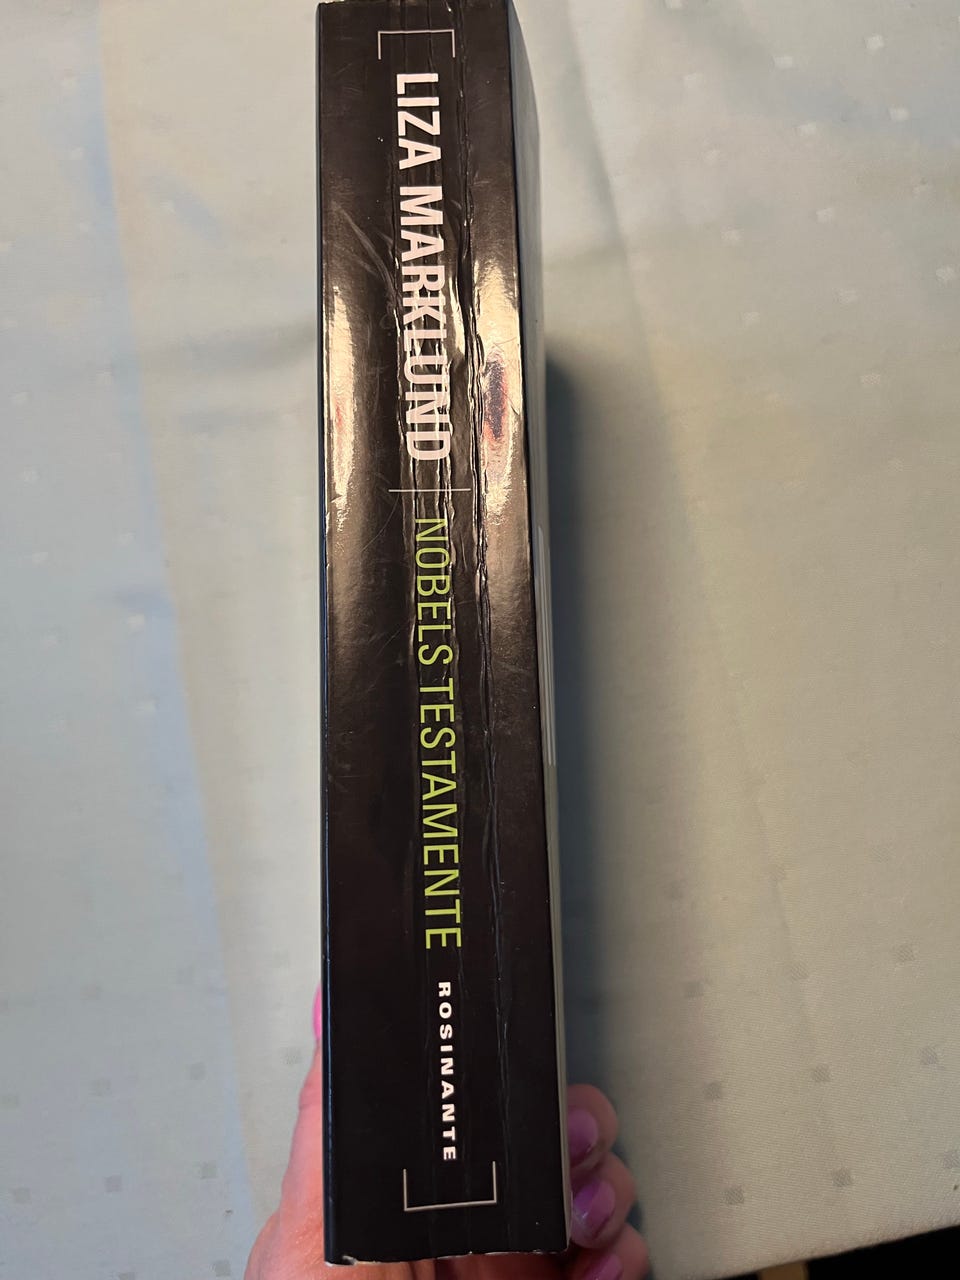 LIZA MARKLUND
NOBELS TESTAMENTE
ROSINANTE